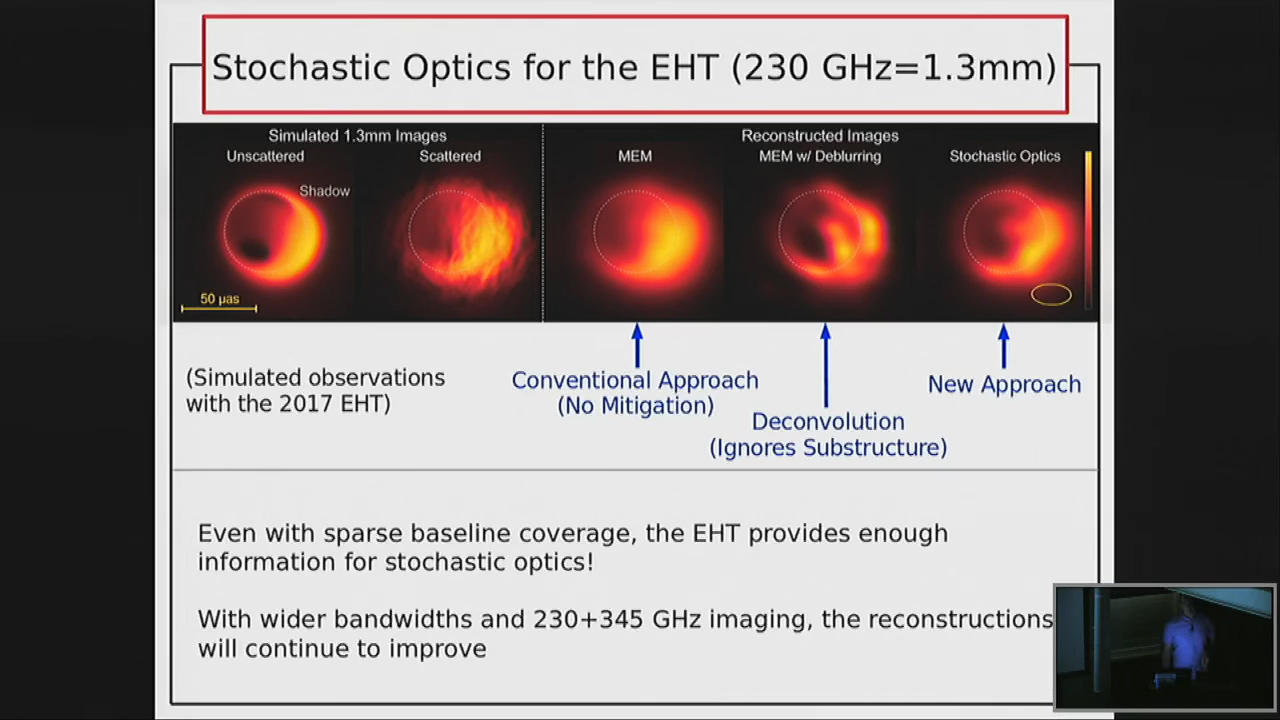 Stochastic Optics for the EHT (230 GHz=1.3mm)
Simulated 1.3mm Images
Reconstructed Images
Unscattered
Scattered
MEM
MEM w/ Deblurring
Stochastic Optics
Shadow
50 µas
(Simulated observations
with the 2017 EHT)
Conventional Approach
(No Mitigation)
Deconvolution
(Ignores Substructure)
New Approach
Even with sparse baseline coverage, the EHT provides enough
information for stochastic optics!
With wider bandwidths and 230+345 GHz imaging, the reconstructions
will continue to improve